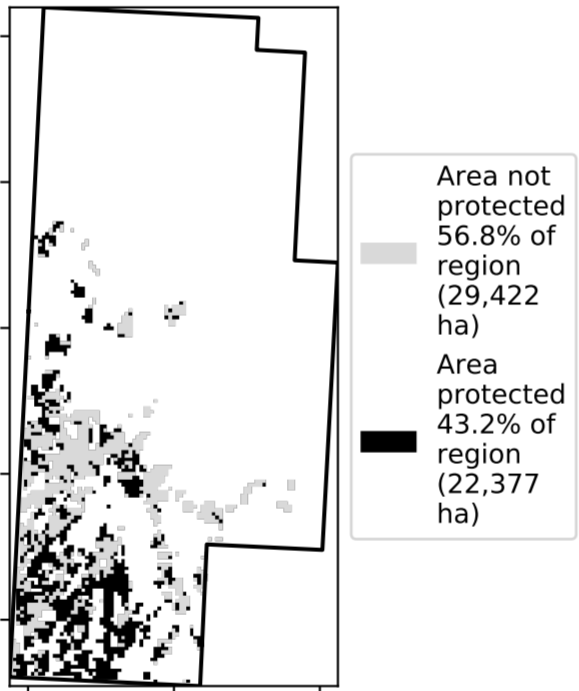 Area not
protected
56.8% of
region
(29,422
ha)
Area
protected
43.2% of
region
(22,377
ha)